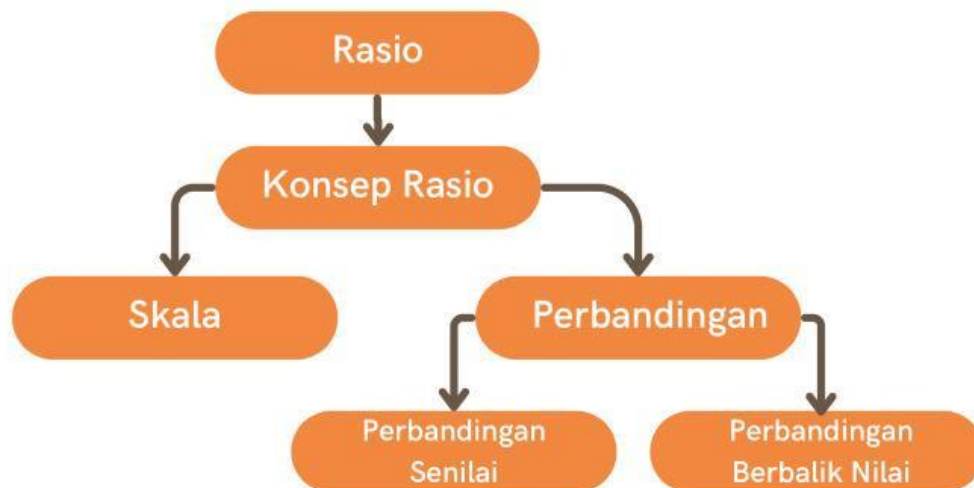 Rasio
Konsep Rasio
Skala
Perbandingan
Perbandingan
Senilai
Perbandingan
Berbalik Nilai